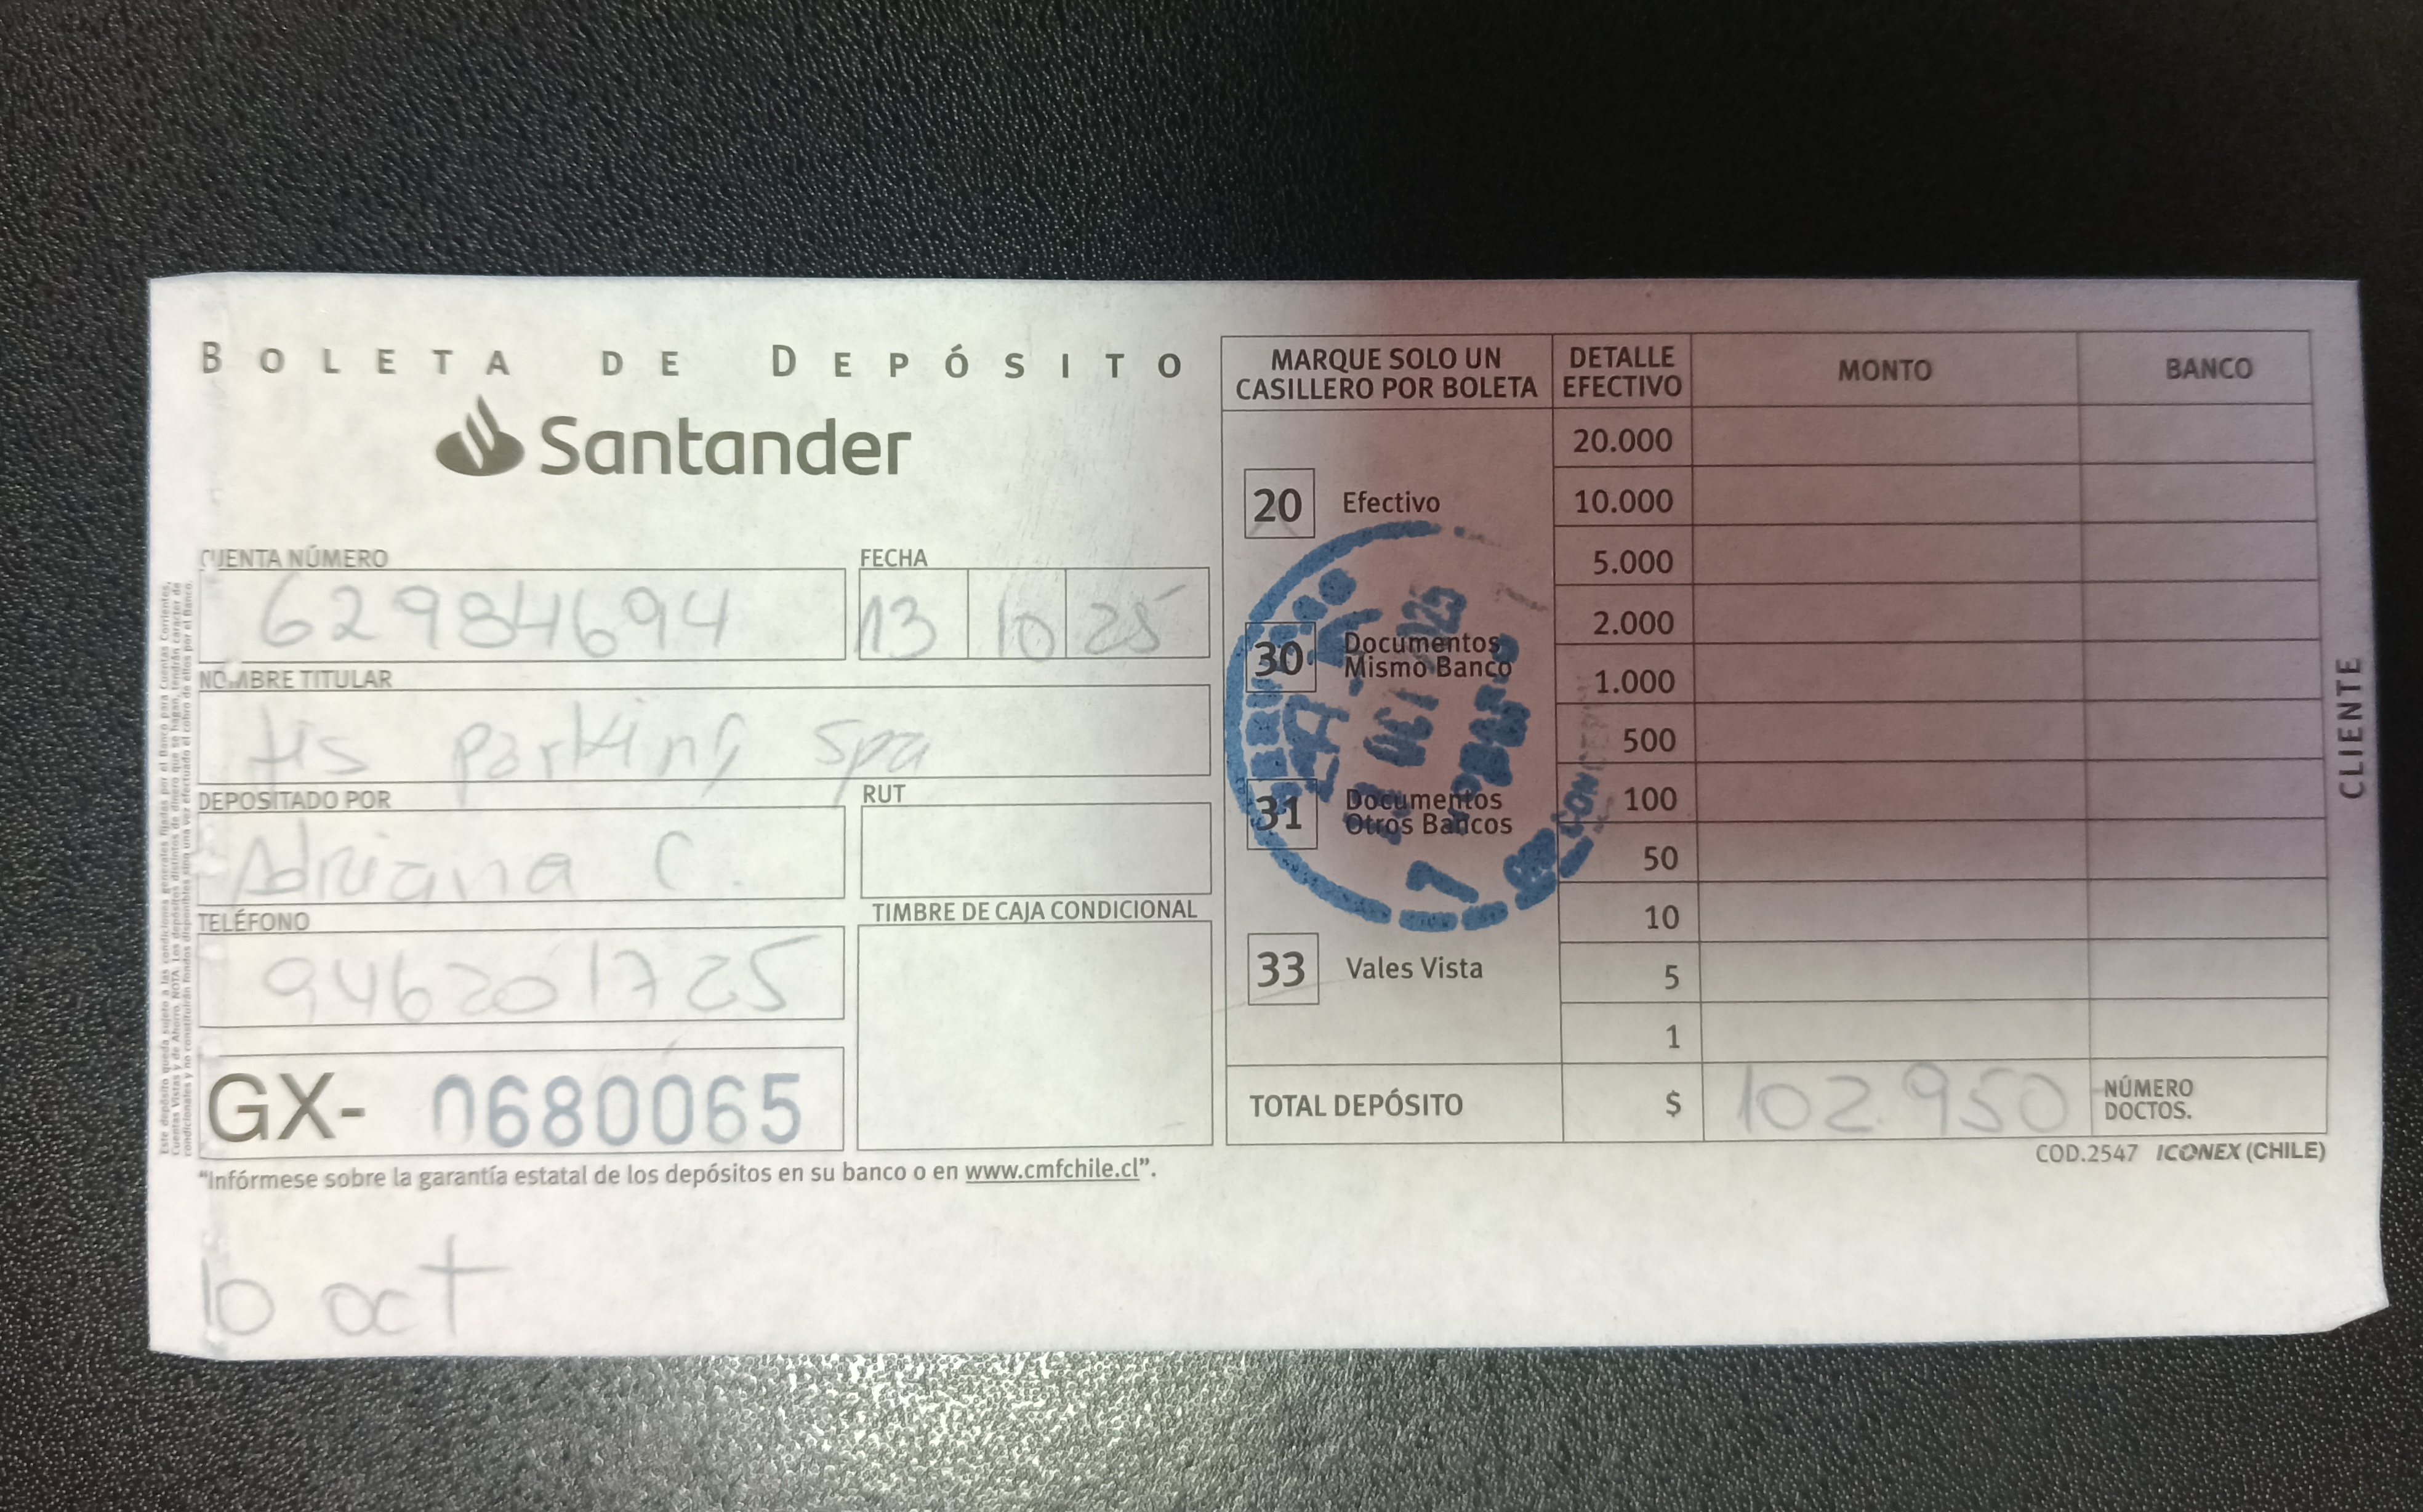 BOLETA DE DEPÓSITO
Santander
CUENTA NÚMERO
62984694
FECHA
13 10 25
NOMBRE TITULAR
His parking spa
DEPOSITADO POR
Adriana C.
RUT
TELÉFONO
946201725
TIMBRE DE CAJA CONDICIONAL
GX- 0680065
"Infórmese sobre la garantía estatal de los depósitos en su banco o en www.cmfchile.cl".
10 oct
MARQUE SOLO UN
CASILLERO POR BOLETA
20 Efectivo
30 Documentos
Mismo Banco
31 Documentos
Otros Bancos
33 Vales Vista
DETALLE
EFECTIVO
MONTO
BANCO
20.000
10.000
5.000
2.000
1.000
500
100
50
10
5
1
TOTAL DEPÓSITO $ 102.950
NÚMERO
DOCTOS.
COD.2547 ICONEX (CHILE)
CLIENTE